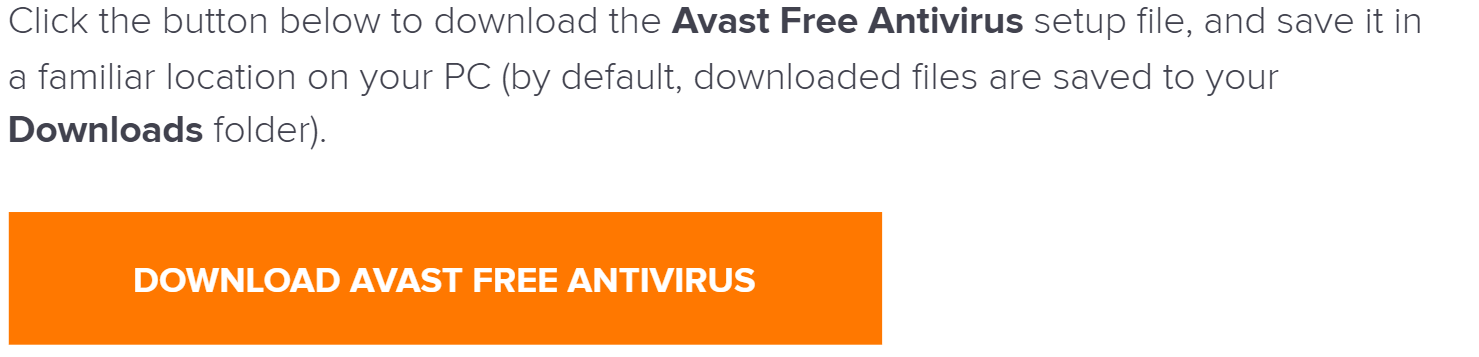 Click the button below to download the Avast Free Antivirus setup file, and save it in
a familiar location on your PC (by default, downloaded files are saved to your
Downloads folder).
DOWNLOAD AVAST FREE ANTIVIRUS